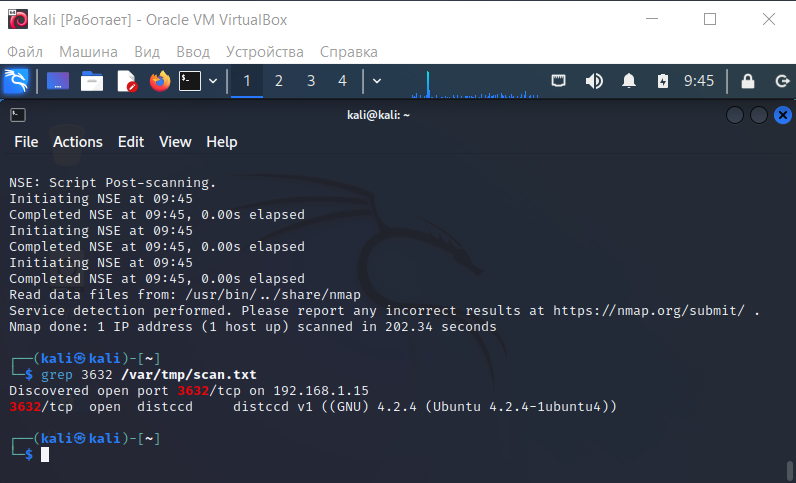 kali [Работает] - Oracle VM VirtualBox
Файл Машина Вид Ввод Устройства Справка
1 2 3 4 9:45
kali@kali: ~
File Actions Edit View Help
NSE: Script Post-scanning.
Initiating NSE at 09:45
Completed NSE at 09:45, 0.00s elapsed
Initiating NSE at 09:45
Completed NSE at 09:45, 0.00s elapsed
Initiating NSE at 09:45
Completed NSE at 09:45, 0.00s elapsed
Read data files from: /usr/bin/../share/nmap
Service detection performed. Please report any incorrect results at https://nmap.org/submit/ .
Nmap done: 1 IP address (1 host up) scanned in 202.34 seconds
┌──(kali㉿kali)-[~]
└─$ grep 3632 /var/tmp/scan.txt
Discovered open port 3632/tcp on 192.168.1.15
3632/tcp  open  distccd     distccd v1 ((GNU) 4.2.4 (Ubuntu 4.2.4-1ubuntu4))
┌──(kali㉿kali)-[~]
└─$